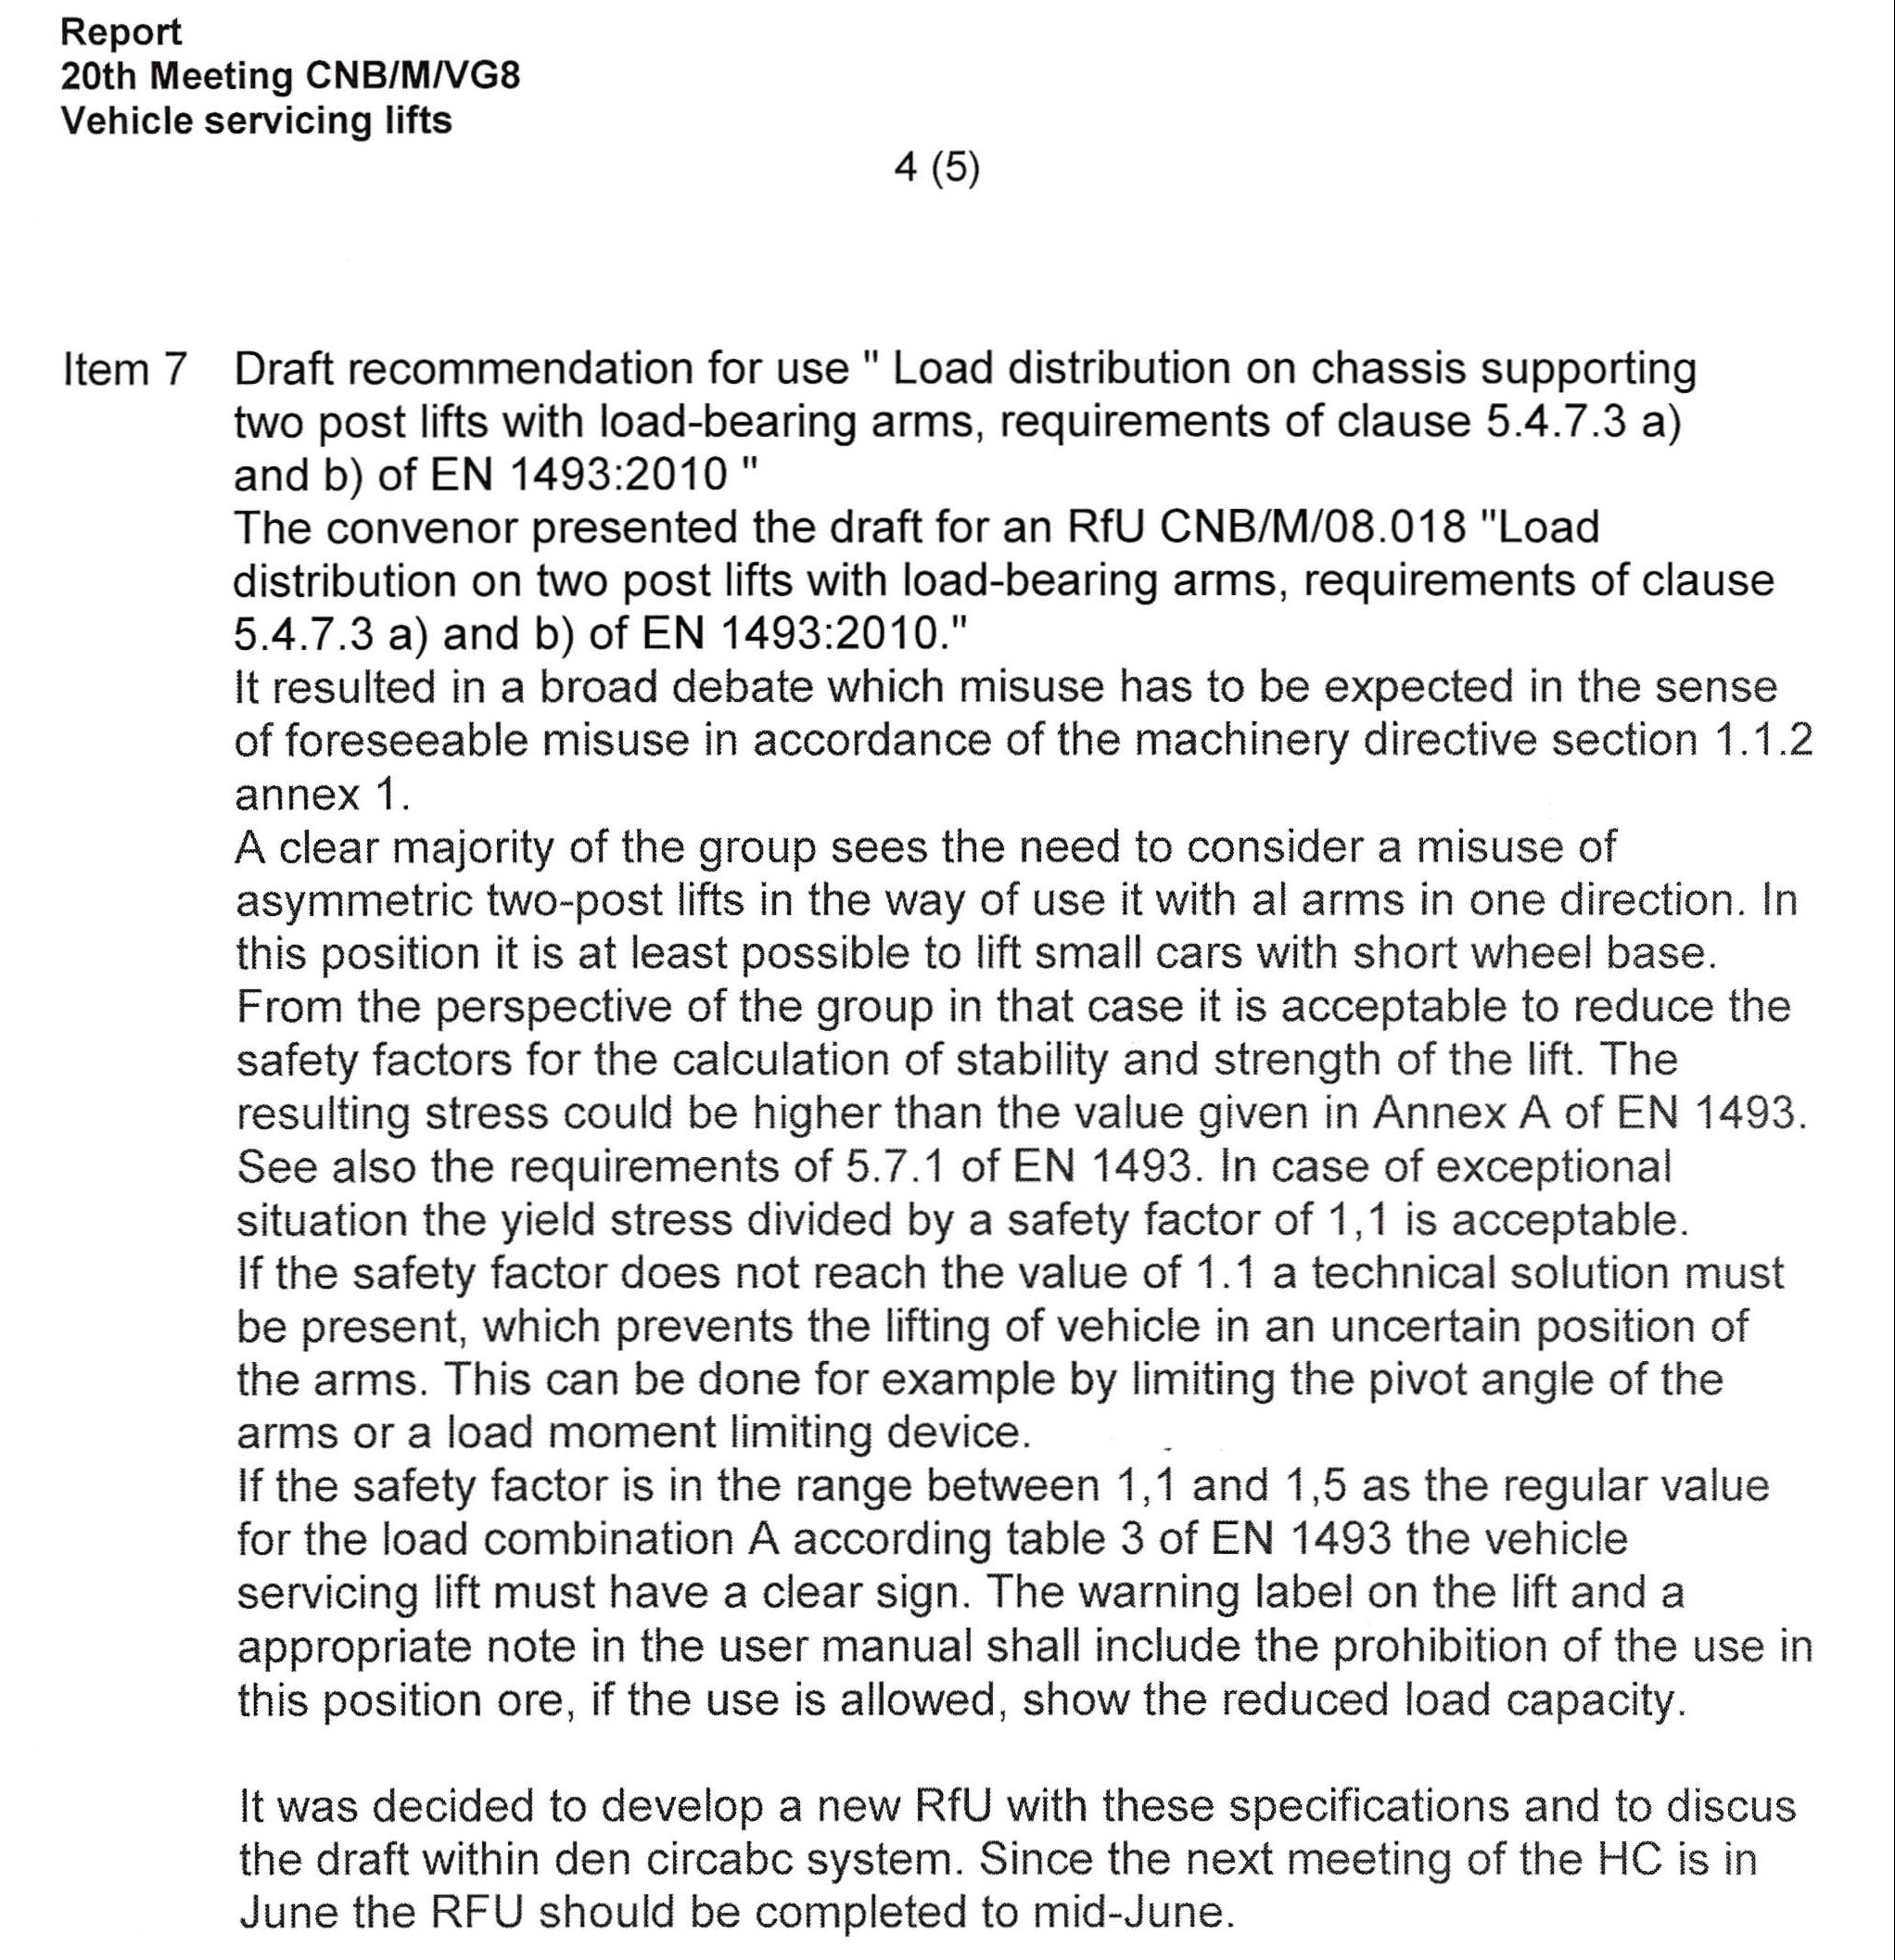 Report
20th Meeting CNB/M/VG8
Vehicle servicing lifts
4 (5)
Item 7 Draft recommendation for use " Load distribution on chassis supporting
two post lifts with load-bearing arms, requirements of clause 5.4.7.3 a)
and b) of EN 1493:2010 "
The convenor presented the draft for an RfU CNB/M/08.018 "Load
distribution on two post lifts with load-bearing arms, requirements of clause
5.4.7.3 a) and b) of EN 1493:2010."
It resulted in a broad debate which misuse has to be expected in the sense
of foreseeable misuse in accordance of the machinery directive section 1.1.2
annex 1.
A clear majority of the group sees the need to consider a misuse of
asymmetric two-post lifts in the way of use it with al arms in one direction. In
this position it is at least possible to lift small cars with short wheel base.
From the perspective of the group in that case it is acceptable to reduce the
safety factors for the calculation of stability and strength of the lift. The
resulting stress could be higher than the value given in Annex A of EN 1493.
See also the requirements of 5.7.1 of EN 1493. In case of exceptional
situation the yield stress divided by a safety factor of 1,1 is acceptable.
If the safety factor does not reach the value of 1.1 a technical solution must
be present, which prevents the lifting of vehicle in an uncertain position of
the arms. This can be done for example by limiting the pivot angle of the
arms or a load moment limiting device.
If the safety factor is in the range between 1,1 and 1,5 as the regular value
for the load combination A according table 3 of EN 1493 the vehicle
servicing lift must have a clear sign. The warning label on the lift and a
appropriate note in the user manual shall include the prohibition of the use in
this position ore, if the use is allowed, show the reduced load capacity.
It was decided to develop a new RfU with these specifications and to discus
the draft within den circabc system. Since the next meeting of the HC is in
June the RFU should be completed to mid-June.